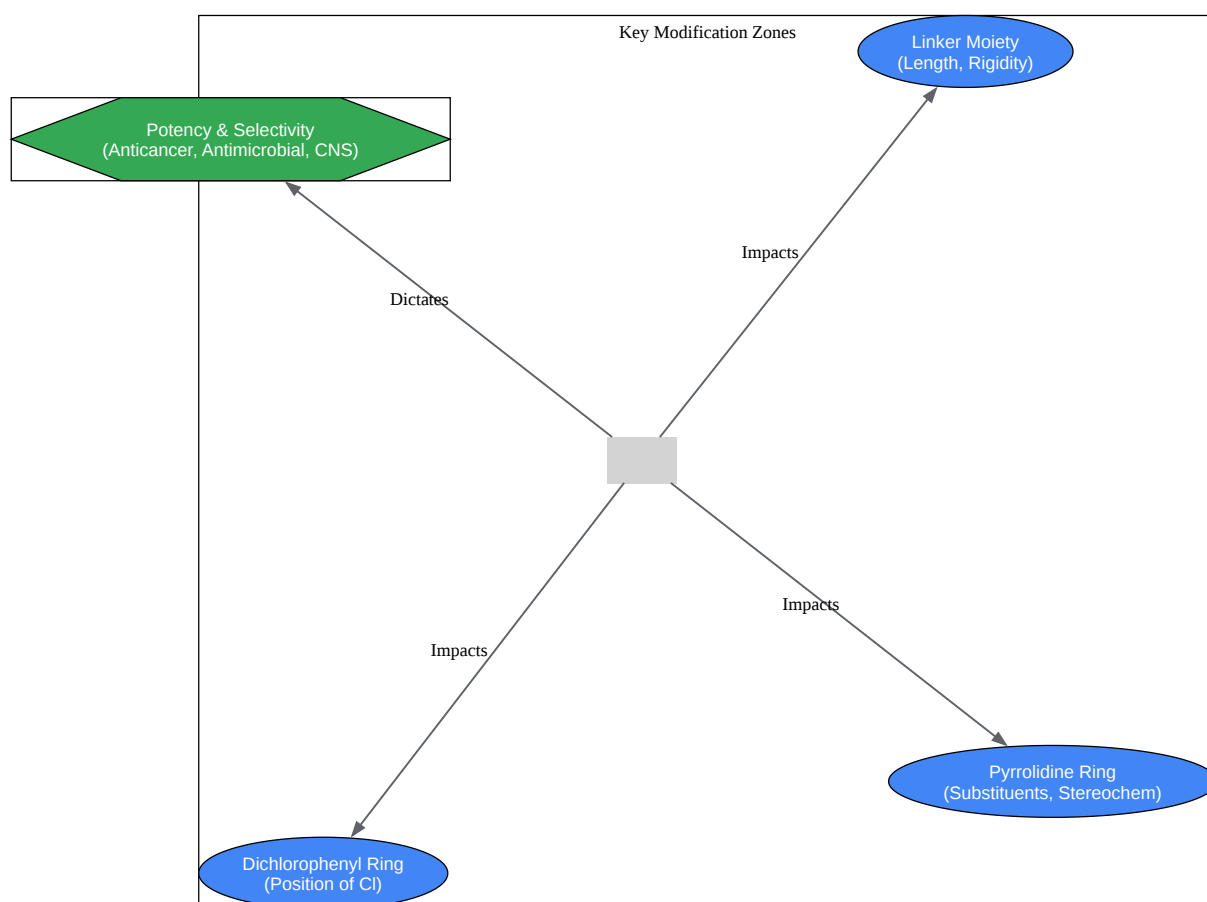 Key Modification Zones
Linker Moiety
(Length, Rigidity)
Potency & Selectivity
(Anticancer, Antimicrobial, CNS)
Impacts
Dictates
Impacts
Impacts
Pyrrolidine Ring
(Substituents, Stereochem)
Dichlorophenyl Ring
(Position of Cl)